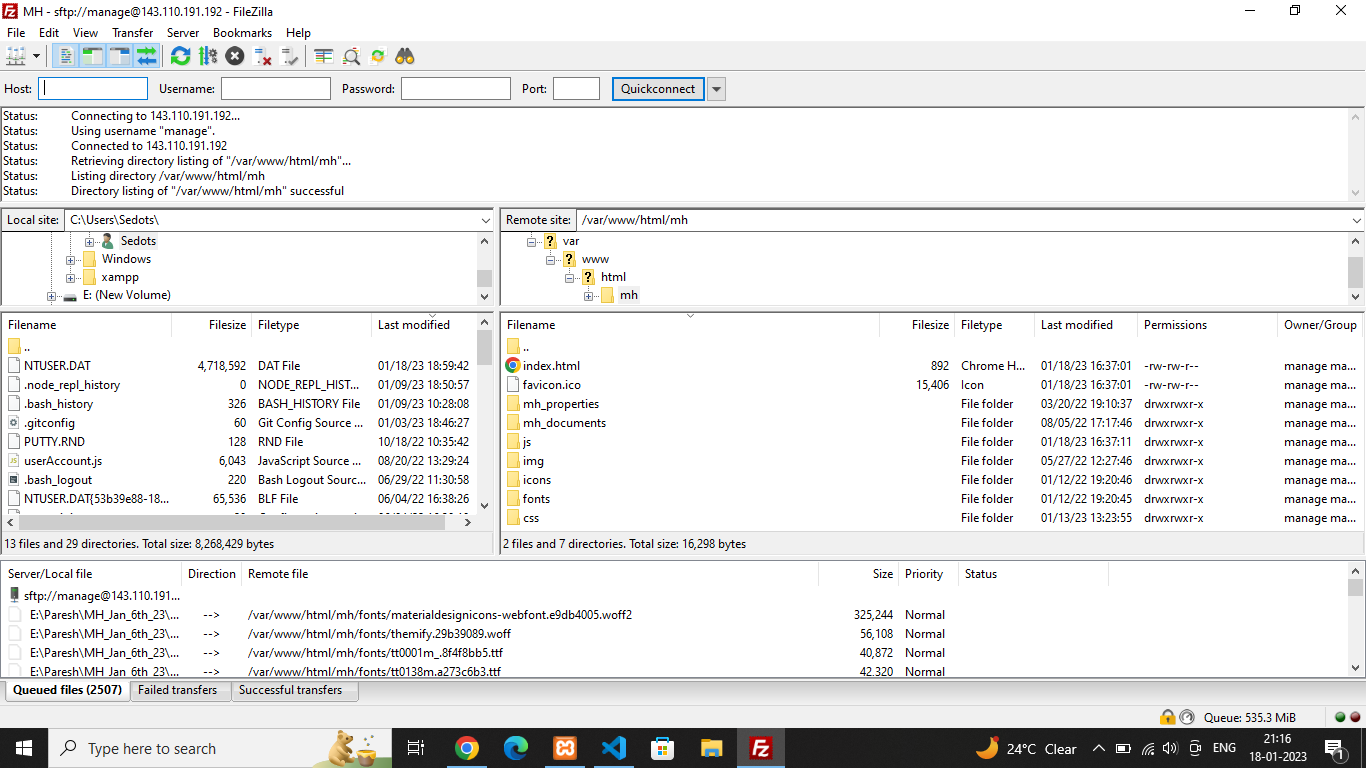 MH - sftp://manage@143.110.191.192 - FileZilla
File Edit View Transfer Server Bookmarks Help
Host: Username: Password: Port: Quickconnect
Status: Connecting to 143.110.191.192...
Status: Using username "manage".
Status: Connected to 143.110.191.192
Status: Retrieving directory listing of "/var/www/html/mh"...
Status: Listing directory /var/www/html/mh
Status: Directory listing of "/var/www/html/mh" successful
Local site: C:\Users\Sedots\
Sedots
Windows
xampp
E: (New Volume)
Remote site: /var/www/html/mh
var
www
html
mh
Filename Filesize Filetype Last modified
..
NTUSER.DAT 4,718,592 DAT File 01/18/23 18:59:42
.node_repl_history 0 NODE_REPL_HIST... 01/09/23 18:50:57
.bash_history 326 BASH_HISTORY File 01/09/23 10:28:08
.gitconfig 60 Git Config Source ... 01/03/23 18:46:27
PUTTY.RND 128 RND File 10/18/22 10:35:42
userAccount.js 6,043 JavaScript Source ... 08/20/22 13:29:24
.bash_logout 220 Bash Logout Sourc... 06/29/22 11:30:58
NTUSER.DAT{53b39e88-18... 65,536 BLF File 06/04/22 16:38:26
13 files and 29 directories. Total size: 8,268,429 bytes
Filename Filesize Filetype Last modified Permissions Owner/Group
..
index.html 892 Chrome H... 01/18/23 16:37:01 -rw-rw-r-- manage ma...
favicon.ico 15,406 Icon 01/18/23 16:37:01 -rw-rw-r-- manage ma...
mh_properties File folder 03/20/22 19:10:37 drwxrwxr-x manage ma...
mh_documents File folder 08/05/22 17:17:46 drwxrwxr-x manage ma...
js File folder 01/18/23 16:37:11 drwxrwxr-x manage ma...
img File folder 05/27/22 12:27:46 drwxrwxr-x manage ma...
icons File folder 01/12/22 19:20:46 drwxrwxr-x manage ma...
fonts File folder 01/12/22 19:20:45 drwxrwxr-x manage ma...
css File folder 01/13/23 13:23:55 drwxrwxr-x manage ma...
2 files and 7 directories. Total size: 16,298 bytes
Server/Local file Direction Remote file Size Priority Status
sftp://manage@143.110.191...
E:\Paresh\MH_Jan_6th_23\... --> /var/www/html/mh/fonts/materialdesignicons-webfont.e9db4005.woff2 325,244 Normal
E:\Paresh\MH_Jan_6th_23\... --> /var/www/html/mh/fonts/themify.29b39089.woff 56,108 Normal
E:\Paresh\MH_Jan_6th_23\... --> /var/www/html/mh/fonts/tt0001m_.8f4f8bb5.ttf 40,872 Normal
E:\Paresh\MH_Jan_6th_23\... --> /var/www/html/mh/fonts/tt0138m.a273c6b3.ttf 42,320 Normal
Queued files (2507) Failed transfers Successful transfers
Queue: 535.3 MiB
Type here to search
24°C Clear
ENG
21:16
18-01-2023
1